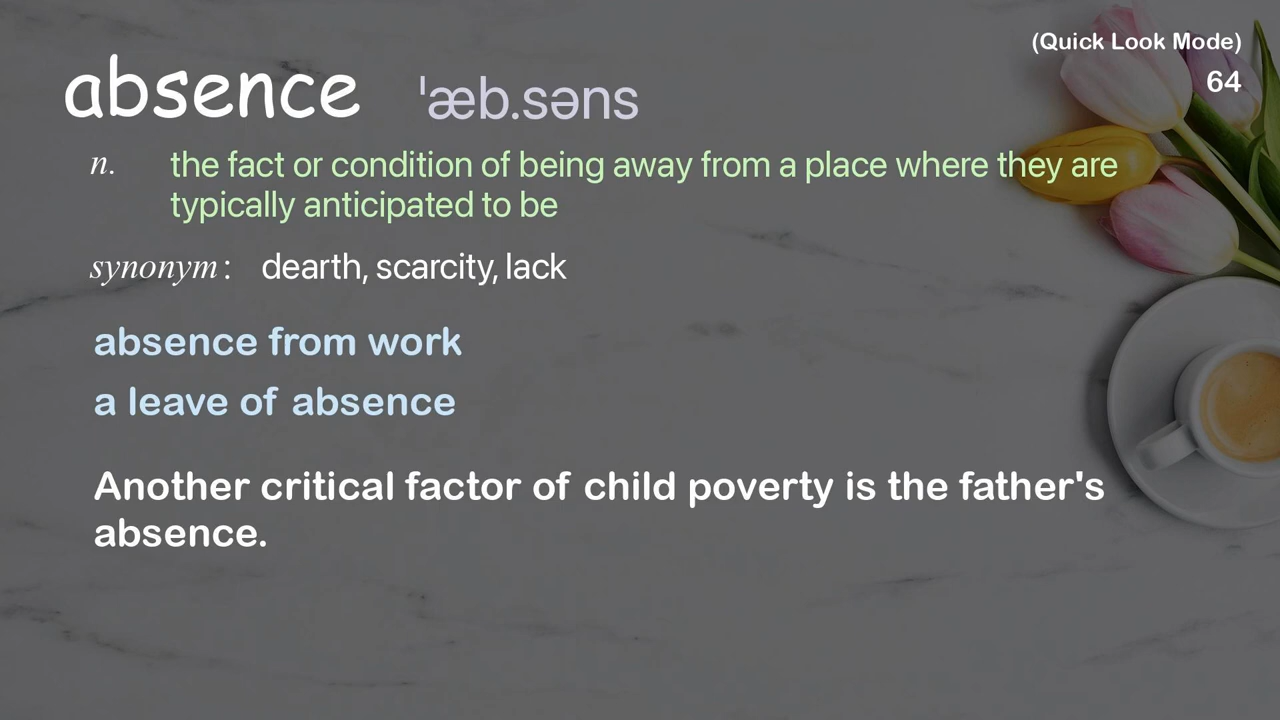 (Quick Look Mode)
64
absence ˈæb.səns
n. the fact or condition of being away from a place where they are
typically anticipated to be
synonym: dearth, scarcity, lack
absence from work
a leave of absence
Another critical factor of child poverty is the father's
absence.